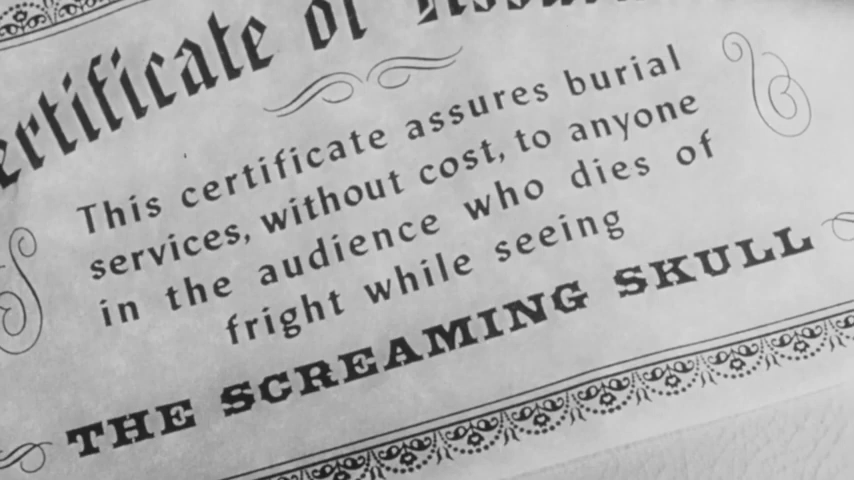 ertificate of
This certificate assures burial
services, without cost, to anyone
in the audience who dies of
fright while seeing
THE SCREAMING SKULL